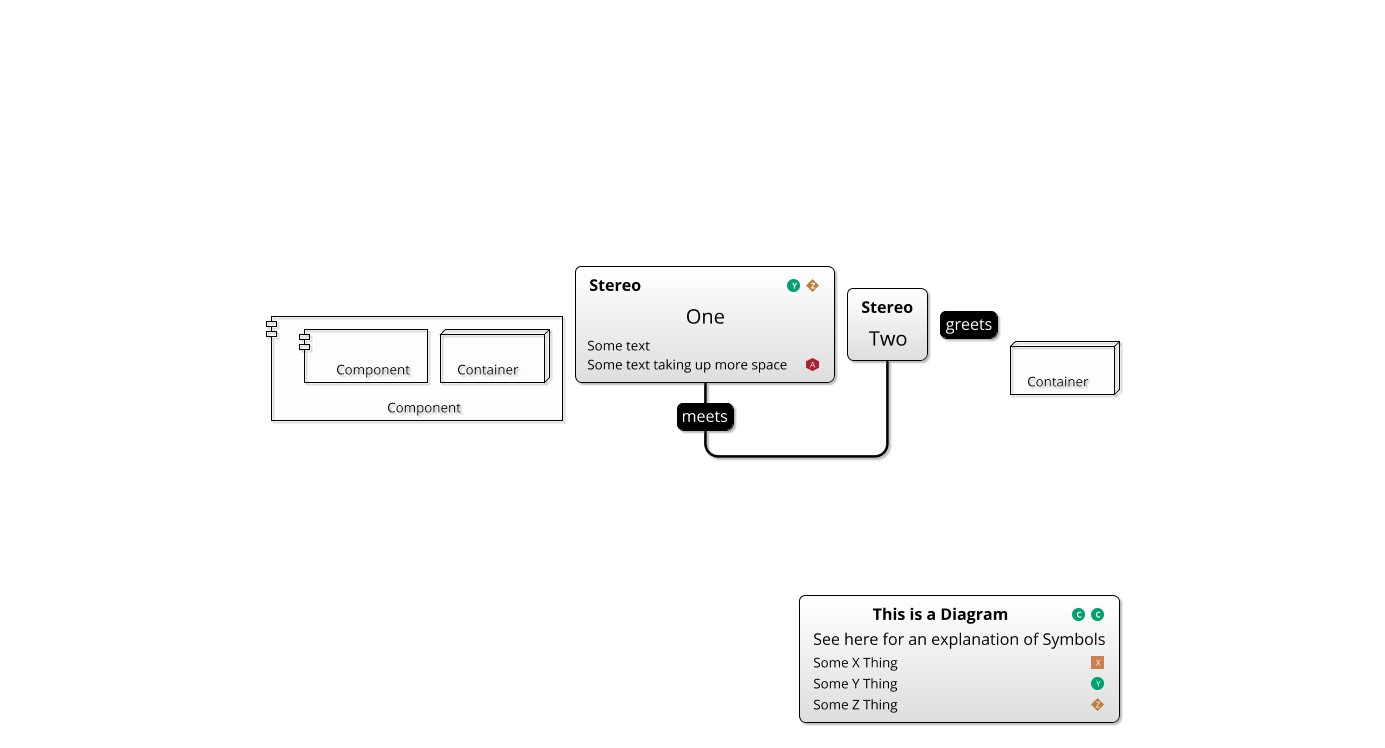 Component
Container
Component
Stereo Y Z
One
Some text
Some text taking up more space A
Stereo
Two
greets
Container
meets
This is a Diagram C C
See here for an explanation of Symbols
Some X Thing X
Some Y Thing Y
Some Z Thing Z